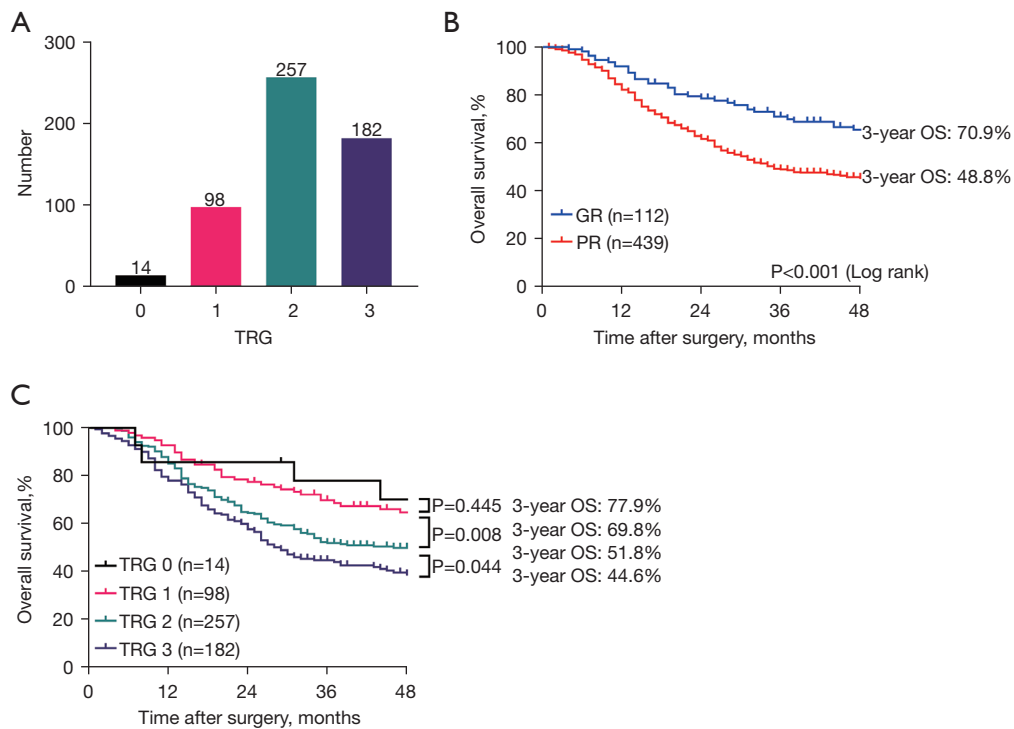 A
300
200
100
0
Number
14
98
257
182
0 1 2 3
TRG
B
100
80
60
40
20
0
Overall survival,%
3-year OS: 70.9%
3-year OS: 48.8%
GR (n=112)
PR (n=439)
P<0.001 (Log rank)
0 12 24 36 48
Time after surgery, months
C
100
80
60
40
20
0
Overall survival,%
P=0.445 3-year OS: 77.9%
3-year OS: 69.8%
P=0.008
3-year OS: 51.8%
P=0.044
3-year OS: 44.6%
TRG 0 (n=14)
TRG 1 (n=98)
TRG 2 (n=257)
TRG 3 (n=182)
0 12 24 36 48
Time after surgery, months